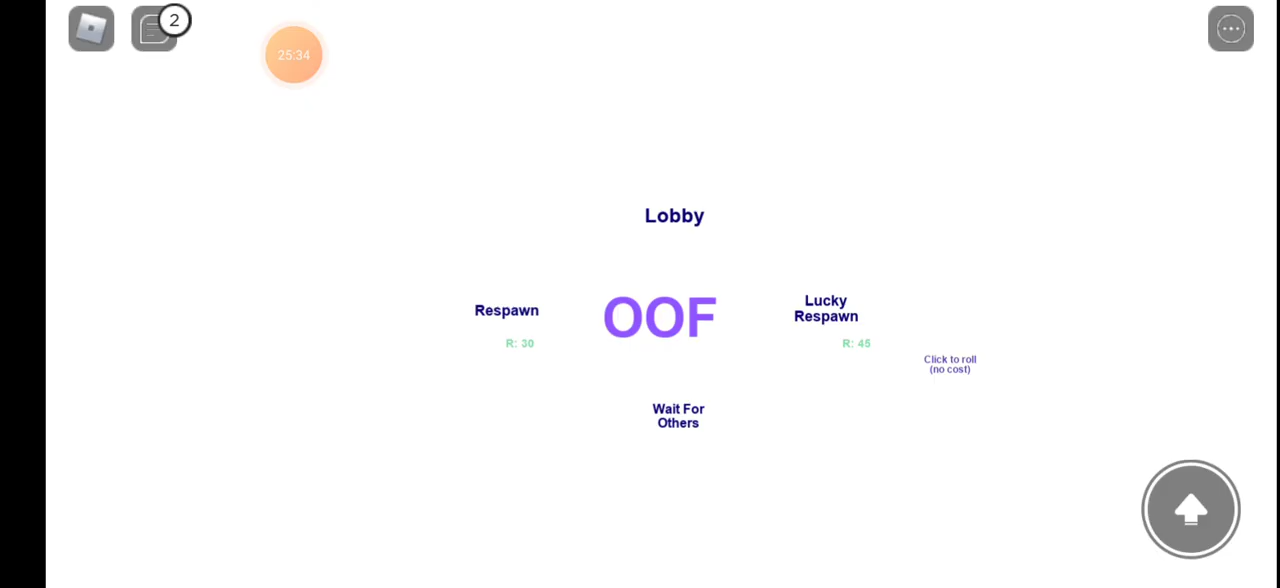 2
25:34
Lobby
Respawn
OOF
Lucky
Respawn
R: 30
R: 45
Click to roll
(no cost)
Wait For
Others